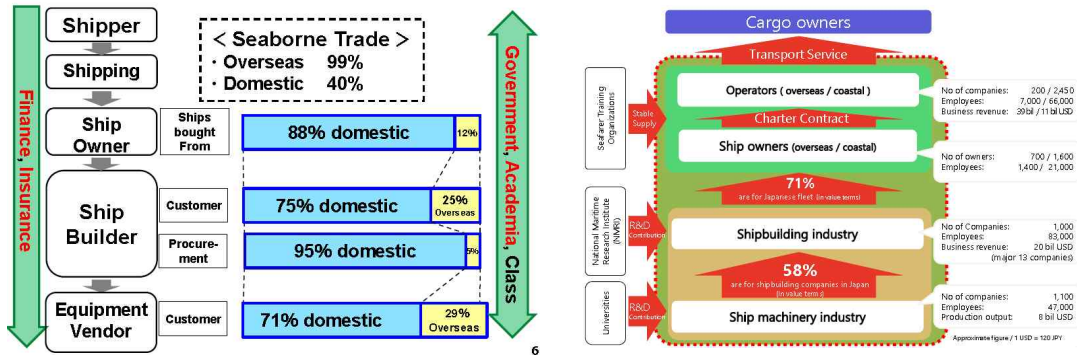 Shipper
Shipping
Ship
Owner
Ship
Builder
Equipment
Vendor
Finance, Insurance
< Seaborne Trade >
・Overseas 99%
・Domestic 40%
Ships
bought
From
88% domestic
12%
Customer
75% domestic
25%
Overseas
Procure-
ment
95% domestic
5%
Customer
71% domestic
29%
Overseas
Government, Academia, Class
6
Cargo owners
Transport Service
Operators ( overseas / coastal )
Charter Contract
Ship owners (overseas / coastal)
71%
are for Japanese fleet (in value terms)
Shipbuilding industry
58%
are for shipbuilding companies in Japan
(in value terms)
Ship machinery industry
Seafarer Training
Organizations
Stable
Supply
National Maritime
Research Institute
(NMRI)
R&D
Contribution
Universities
R&D
Contribution
No of companies: 200 / 2,450
Employees: 7,000 / 66,000
Business revenue: 39bil / 11bil USD
No of owners: 700 / 1,600
Employees: 1,400 / 21,000
No of Companies: 1,000
Employees: 83,000
Business revenue: 20 bil USD
(major 13 companies)
No of companies: 1,100
Employees: 47,000
Production output: 8 bil USD
Approximate figure / 1 USD = 120 JPY